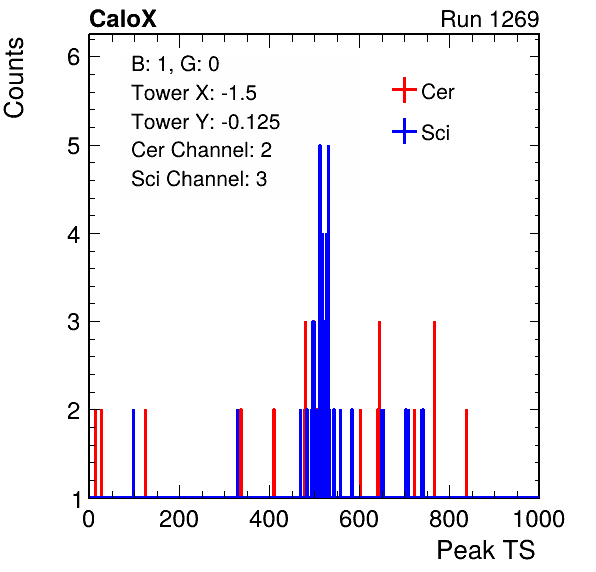 CaloX Run 1269
Counts
B: 1, G: 0
Tower X: -1.5
Tower Y: -0.125
Cer Channel: 2
Sci Channel: 3
Cer
Sci
6
5
4
3
2
1
0 200 400 600 800 1000
Peak TS